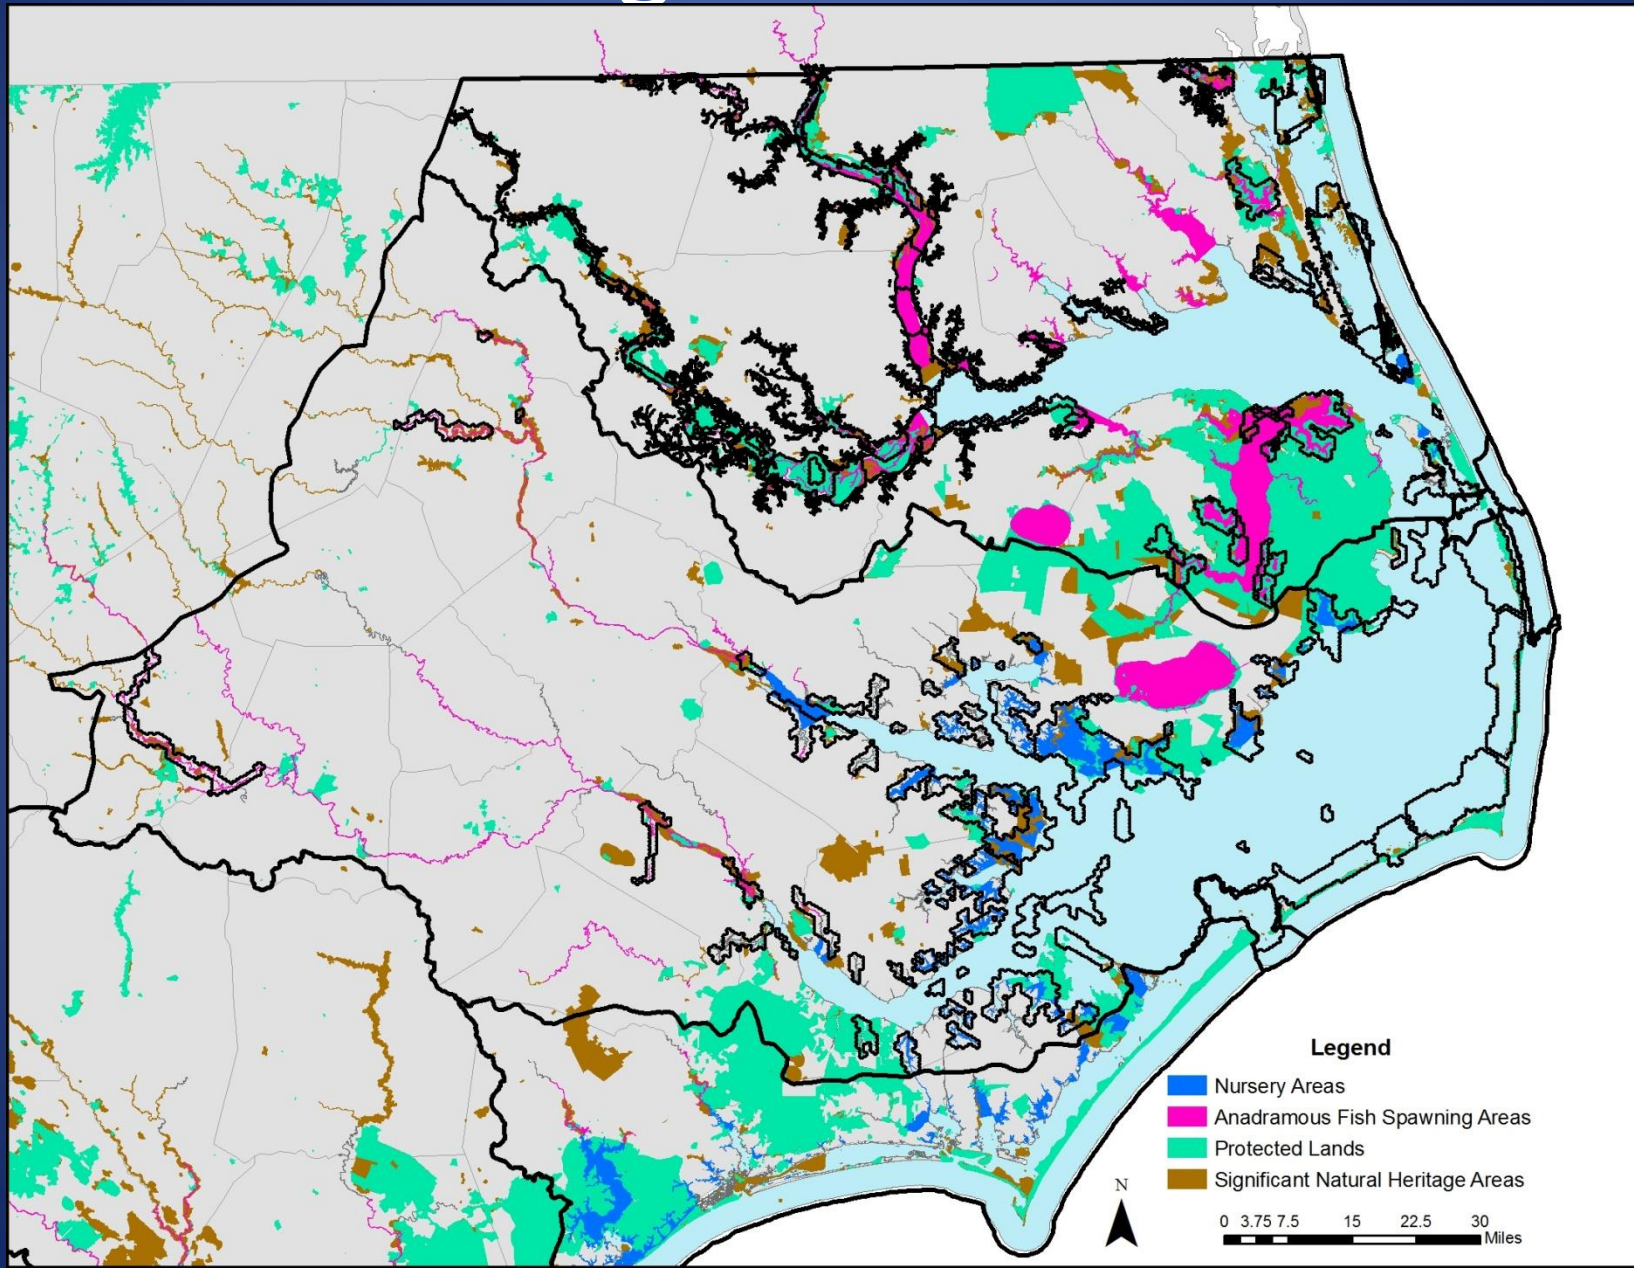 Legend
Nursery Areas
Anadramous Fish Spawning Areas
Protected Lands
Significant Natural Heritage Areas
N
0 3.75 7.5 15 22.5 30
Miles